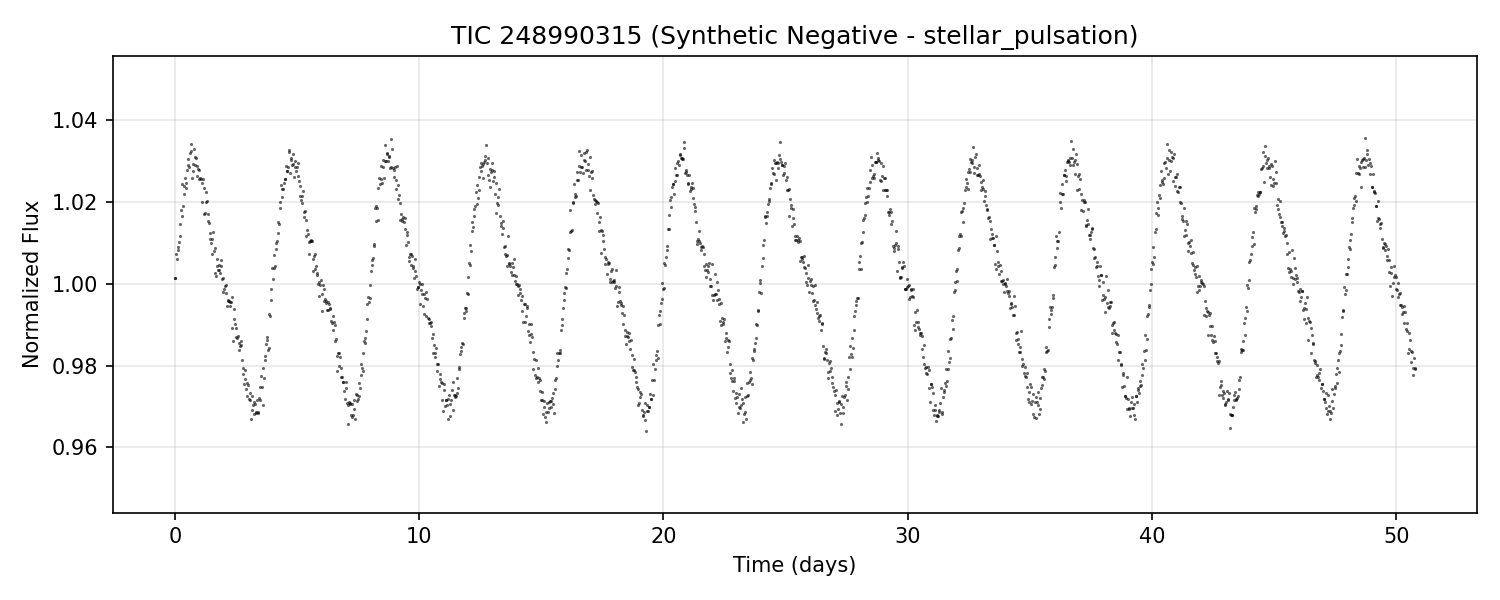 TIC 248990315 (Synthetic Negative - stellar_pulsation)
Normalized Flux
1.04
1.02
1.00
0.98
0.96
0 10 20 30 40 50
Time (days)